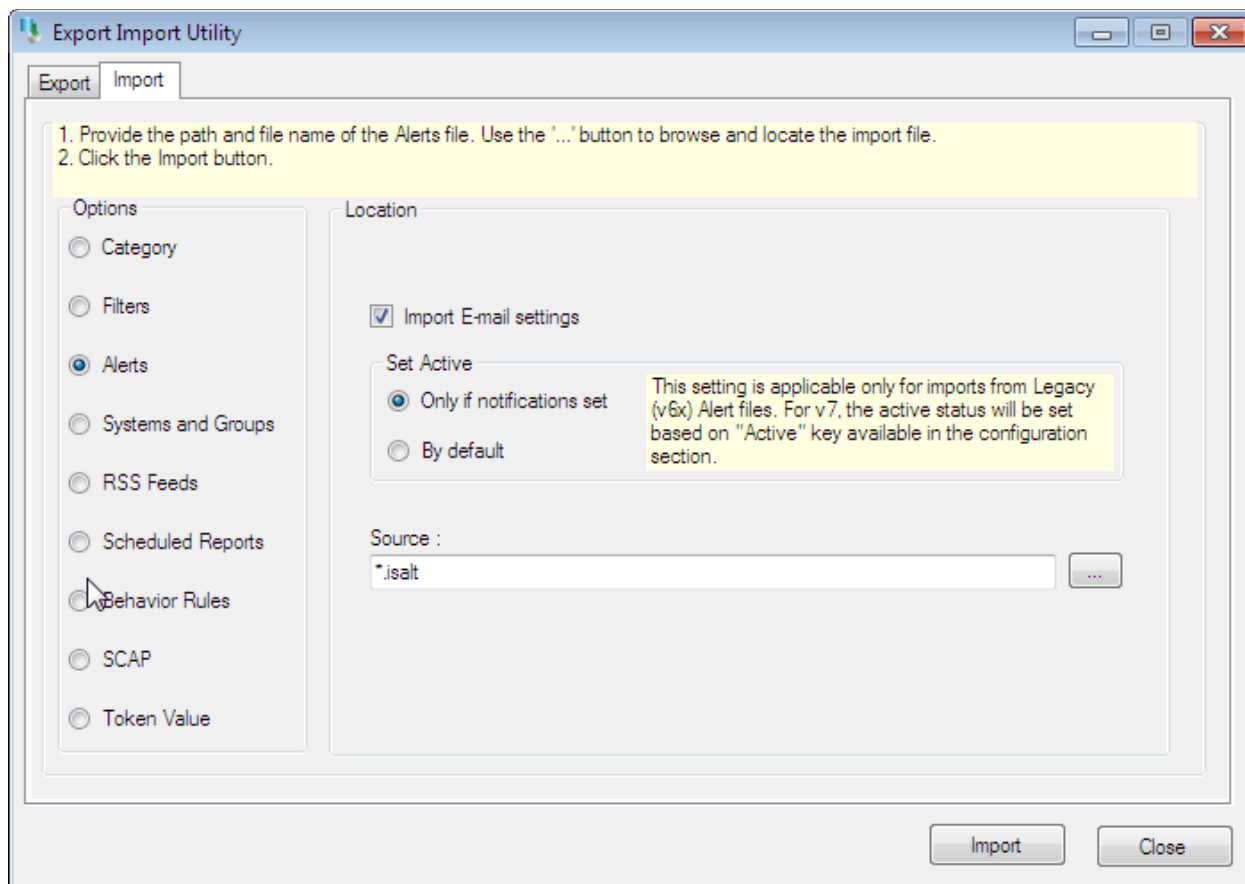 Export Import Utility
Export
Import
1. Provide the path and file name of the Alerts file. Use the '...' button to browse and locate the import file.
2. Click the Import button.
Options
Category
Filters
Alerts
Systems and Groups
RSS Feeds
Scheduled Reports
Behavior Rules
SCAP
Token Value
Location
Import E-mail settings
Set Active
Only if notifications set
By default
This setting is applicable only for imports from Legacy
(v6x) Alert files. For v7, the active status will be set
based on "Active" key available in the configuration
section.
Source :
*.isalt
...
Import
Close